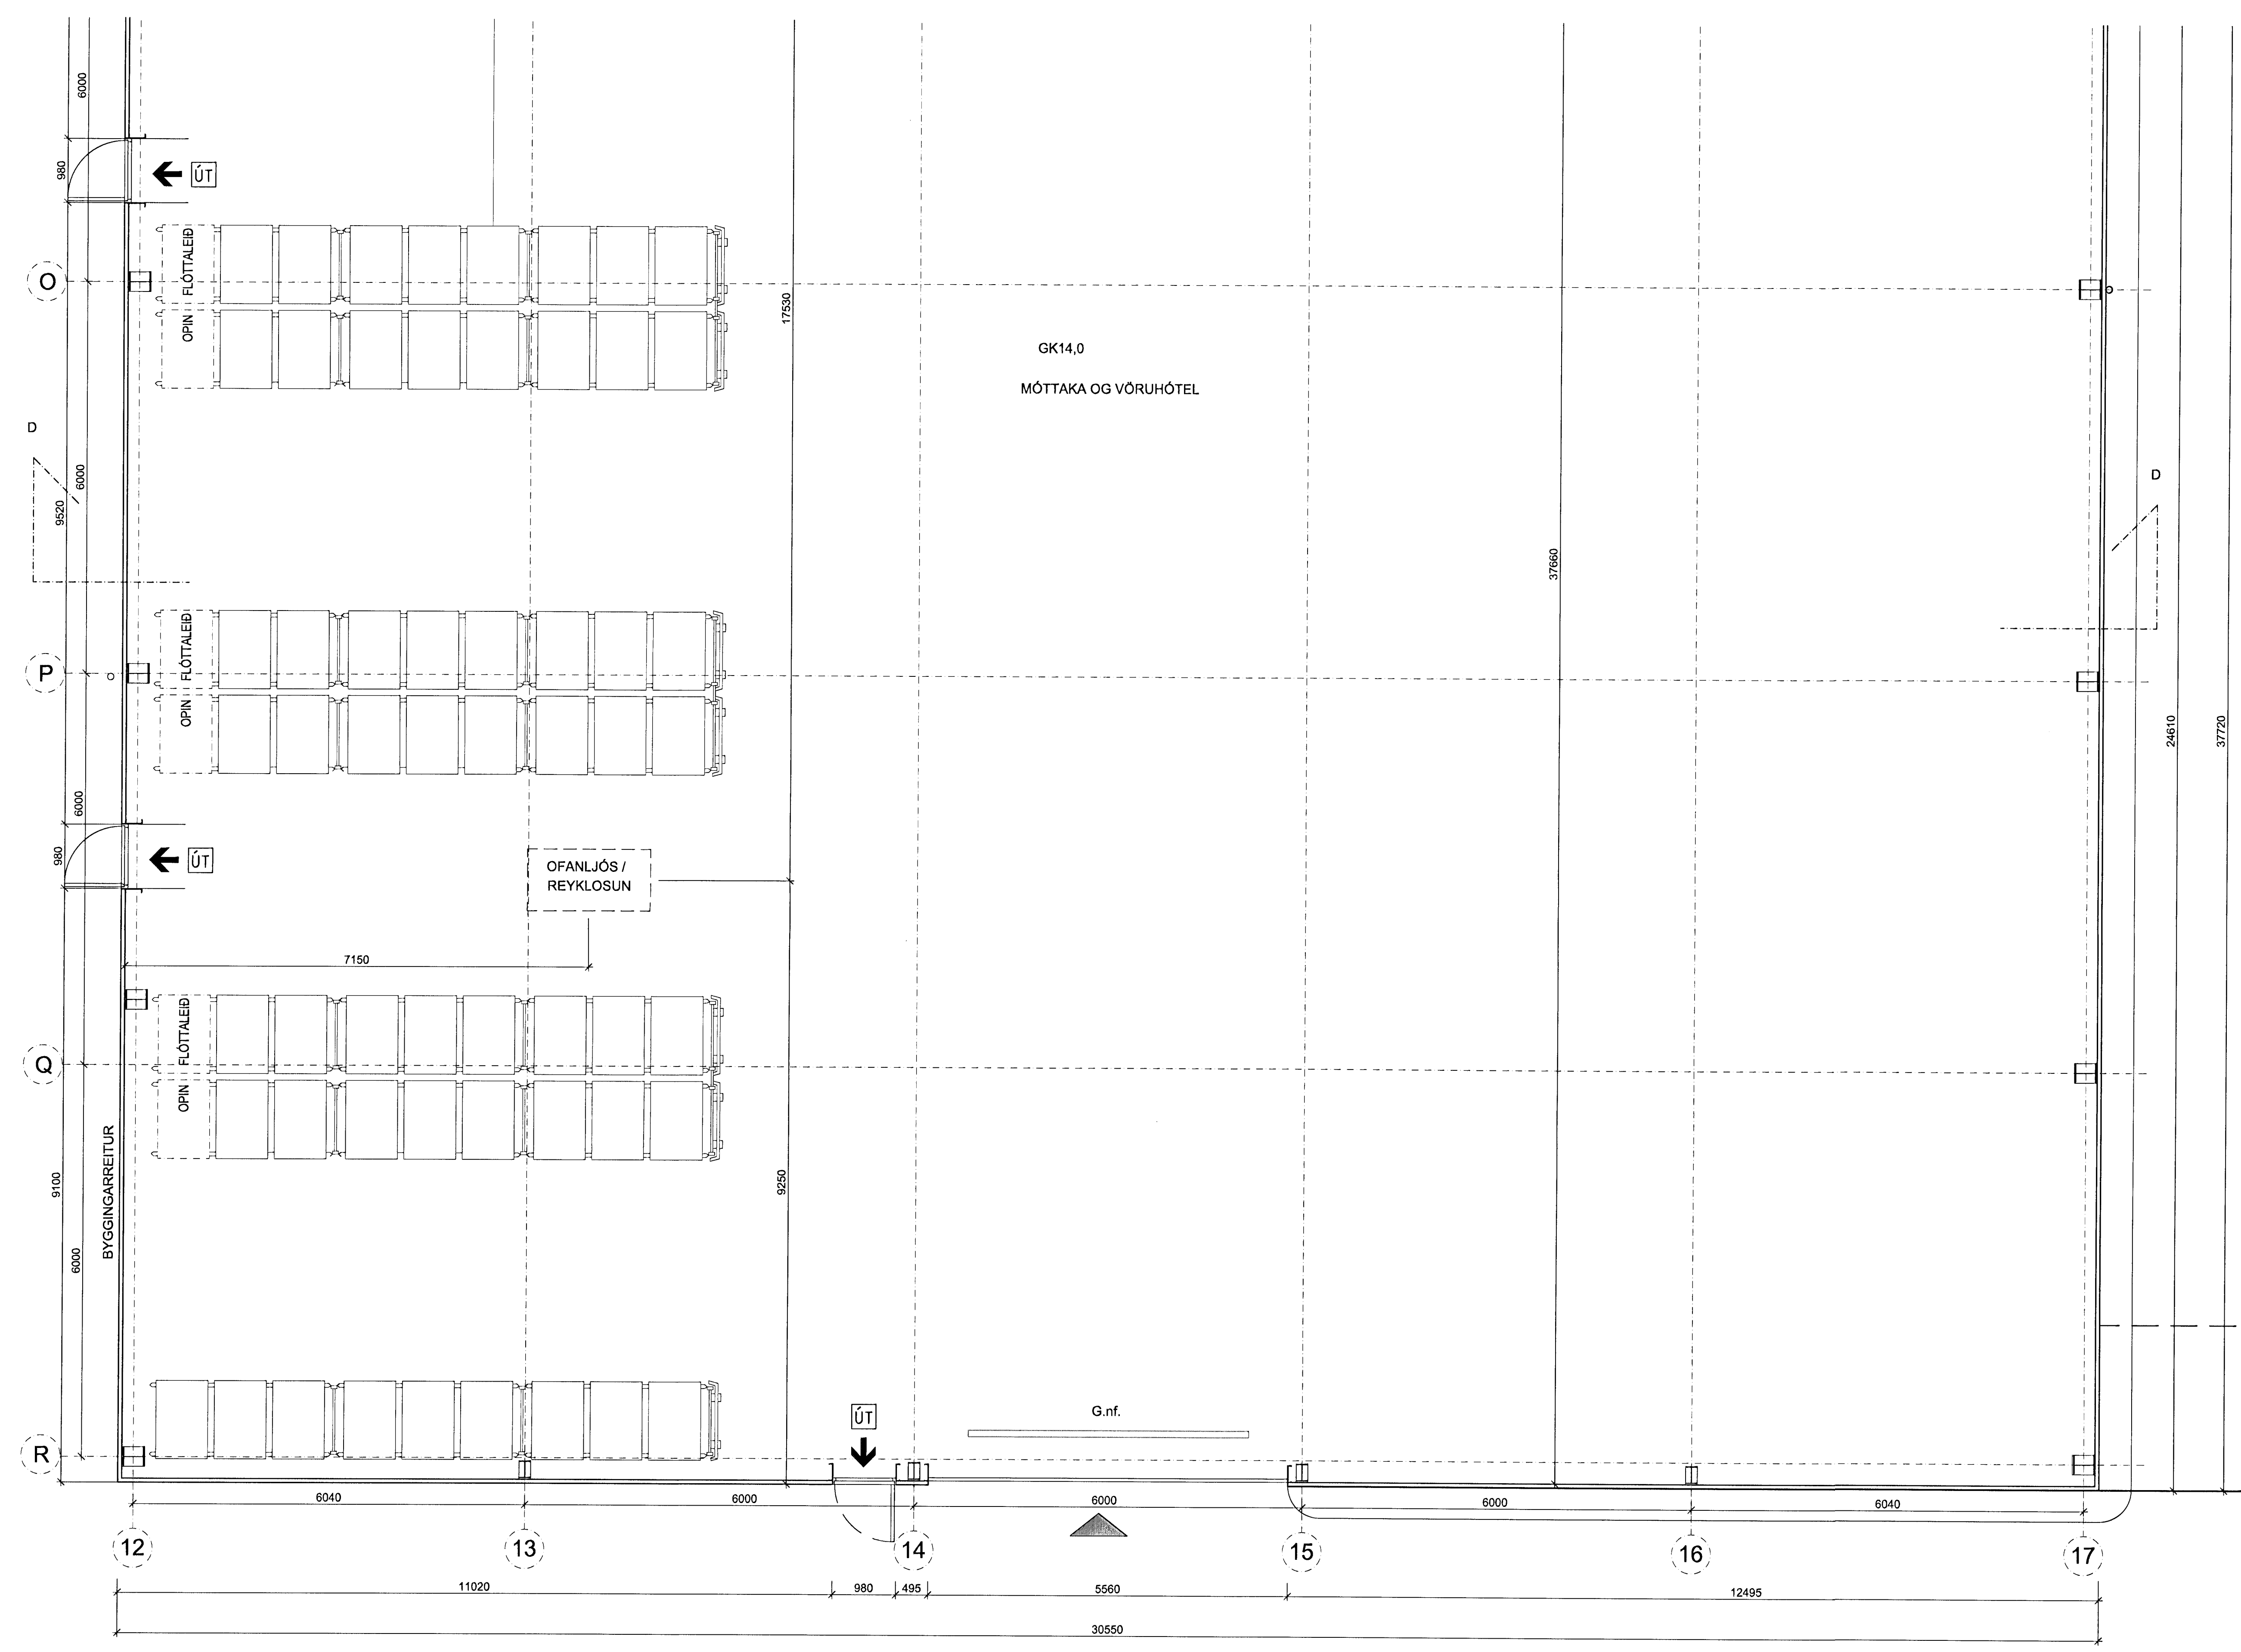 6000
980
ÚT
OPIN FLÓTTALEIÐ
O
17530
GK14,0
MÓTTAKA OG VÖRUHÓTEL
D
D
6000
9520
37660
OPIN FLÓTTALEIÐ
P
24610
37720
6000
980
ÚT
OFANLJÓS /
REYKLOSUN
7150
OPIN FLÓTTALEIÐ
Q
BYGGINGARREITUR
9100
6000
9250
ÚT
G.nf.
R
6040
6000
6000
6000
6040
12
13
14
15
16
17
11020
980
495
5560
12495
30550